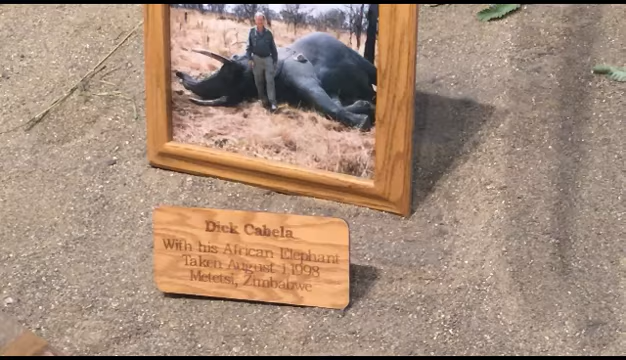 Dick Cabela
With his African Elephant
Taken August 1 1998
Metetsi, Zimbabwe